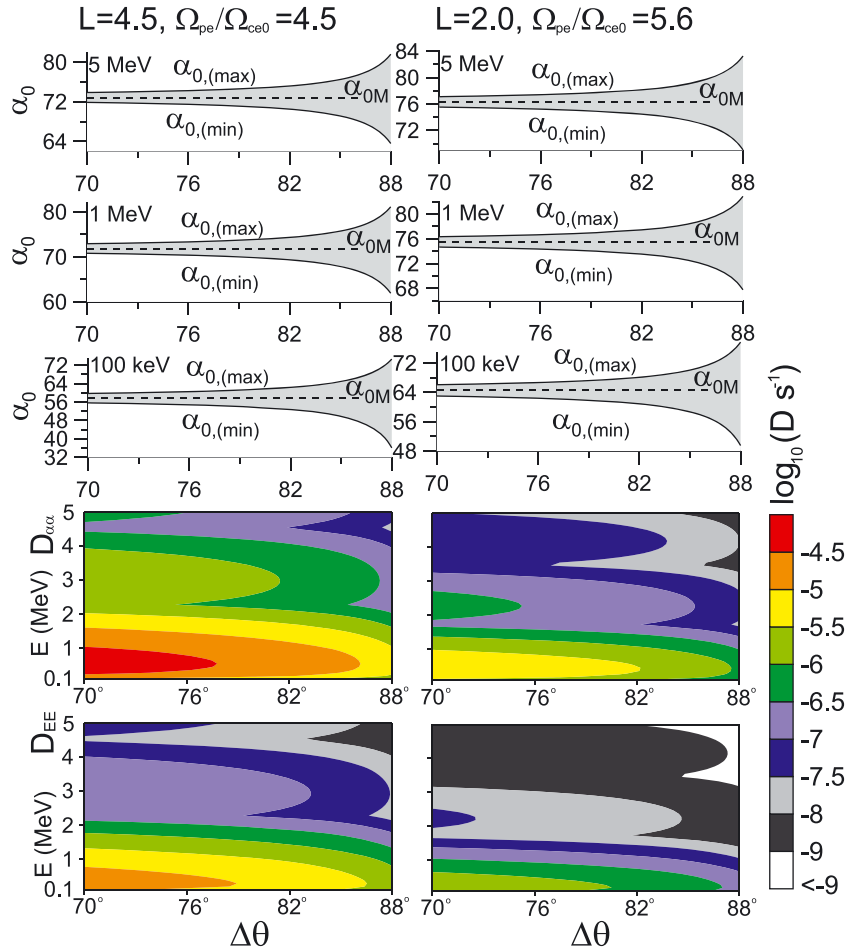 L=4.5, Ωpe/Ωce0 =4.5
L=2.0, Ωpe/Ωce0 =5.6
α0
80
72
64
5 MeV
α0,(max)
α0M
α0,(min)
70 76 82 88
84
80
76
72
5 MeV
α0,(max)
α0M
α0,(min)
70 76 82 88
α0
80
70
60
1 MeV
α0,(max)
α0M
α0,(min)
70 76 82 88
80
76
72
68
1 MeV
α0,(max)
α0M
α0,(min)
70 76 82 88
α0
72
64
56
48
40
32
100 keV
α0,(max)
α0M
α0,(min)
70 76 82 88
72
64
56
48
100 keV
α0,(max)
α0M
α0,(min)
70 76 82 88
E (MeV) Dαα
5
4
3
2
1
0.1
70° 76° 82° 88°
70° 76° 82° 88°
E (MeV) DEE
5
4
3
2
1
0.1
70° 76° 82° 88°
Δθ
70° 76° 82° 88°
Δθ
log10 (D s-1)
-4.5
-5
-5.5
-6
-6.5
-7
-7.5
-8
-9
<-9